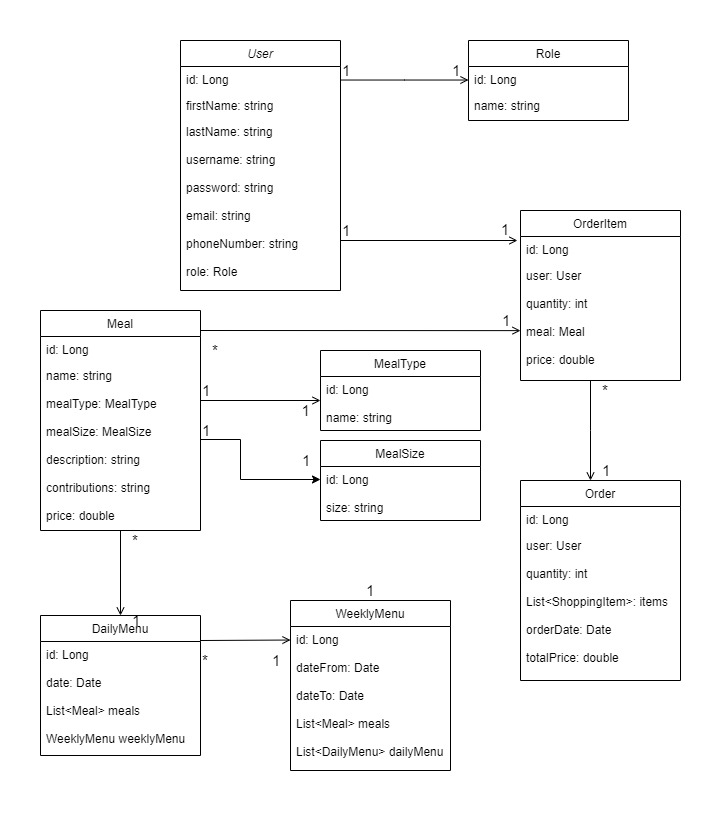 User
id: Long
firstName: string
lastName: string
username: string
password: string
email: string
phoneNumber: string
role: Role
1
1
Role
id: Long
name: string
1
1
OrderItem
id: Long
user: User
quantity: int
meal: Meal
price: double
Meal
id: Long
name: string
mealType: MealType
mealSize: MealSize
description: string
contributions: string
price: double
*
1
1
1
MealType
id: Long
name: string
1
1
MealSize
id: Long
size: string
*
1
Order
id: Long
user: User
quantity: int
List<ShoppingItem>: items
orderDate: Date
totalPrice: double
*
1
DailyMenu
id: Long
date: Date
List<Meal> meals
WeeklyMenu weeklyMenu
*
1
1
WeeklyMenu
id: Long
dateFrom: Date
dateTo: Date
List<Meal> meals
List<DailyMenu> dailyMenu